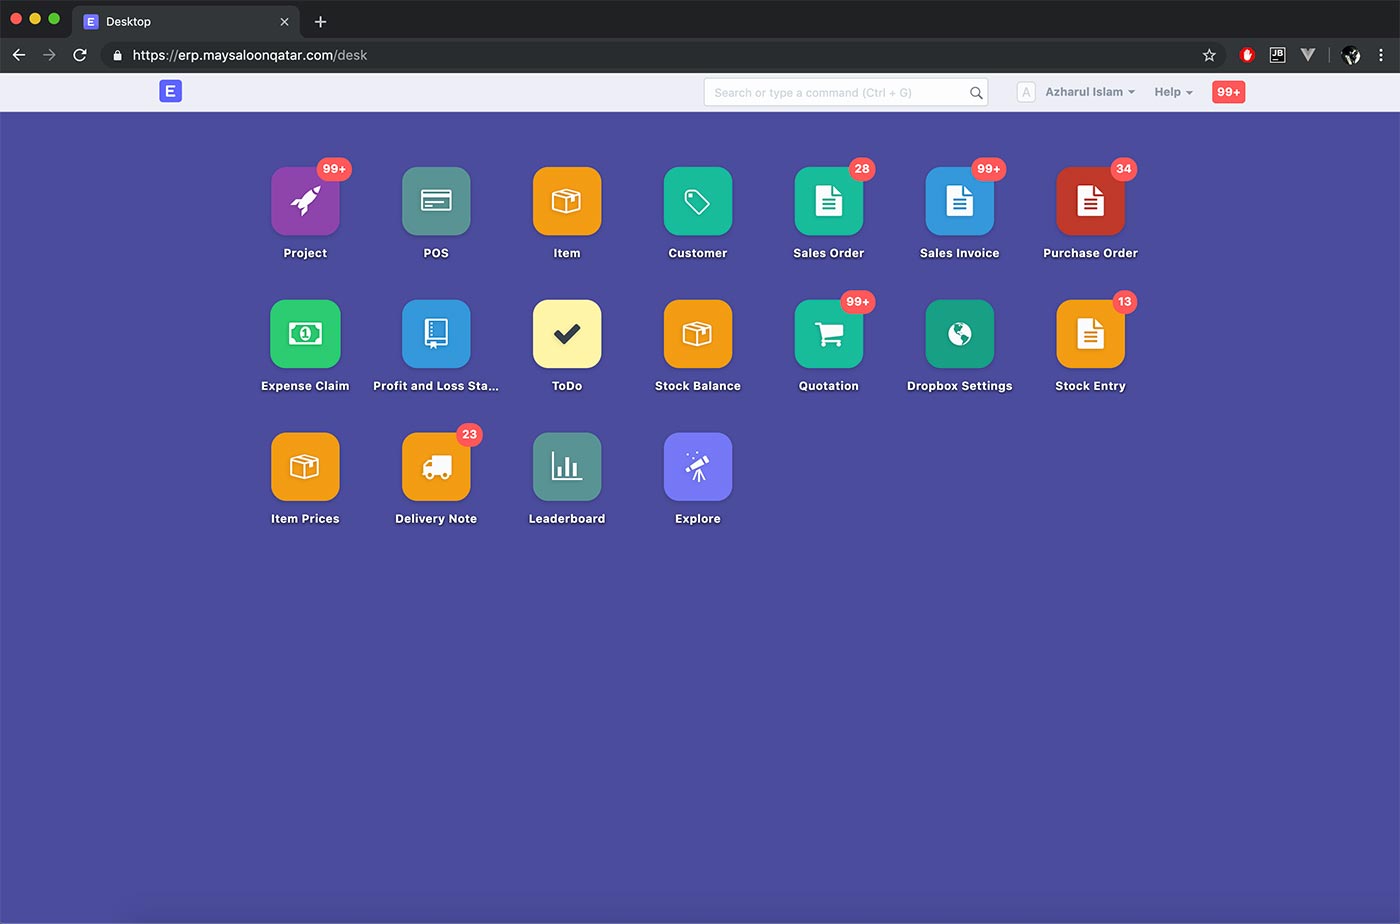 E Desktop
https://erp.maysaloonqatar.com/desk
JB
E
Search or type a command (Ctrl + G)
A Azharul Islam
Help
99+
99+ 28 99+ 34
Project POS Item Customer Sales Order Sales Invoice Purchase Order
99+ 13
1
Expense Claim Profit and Loss Sta... ToDo Stock Balance Quotation Dropbox Settings Stock Entry
23
Item Prices Delivery Note Leaderboard Explore